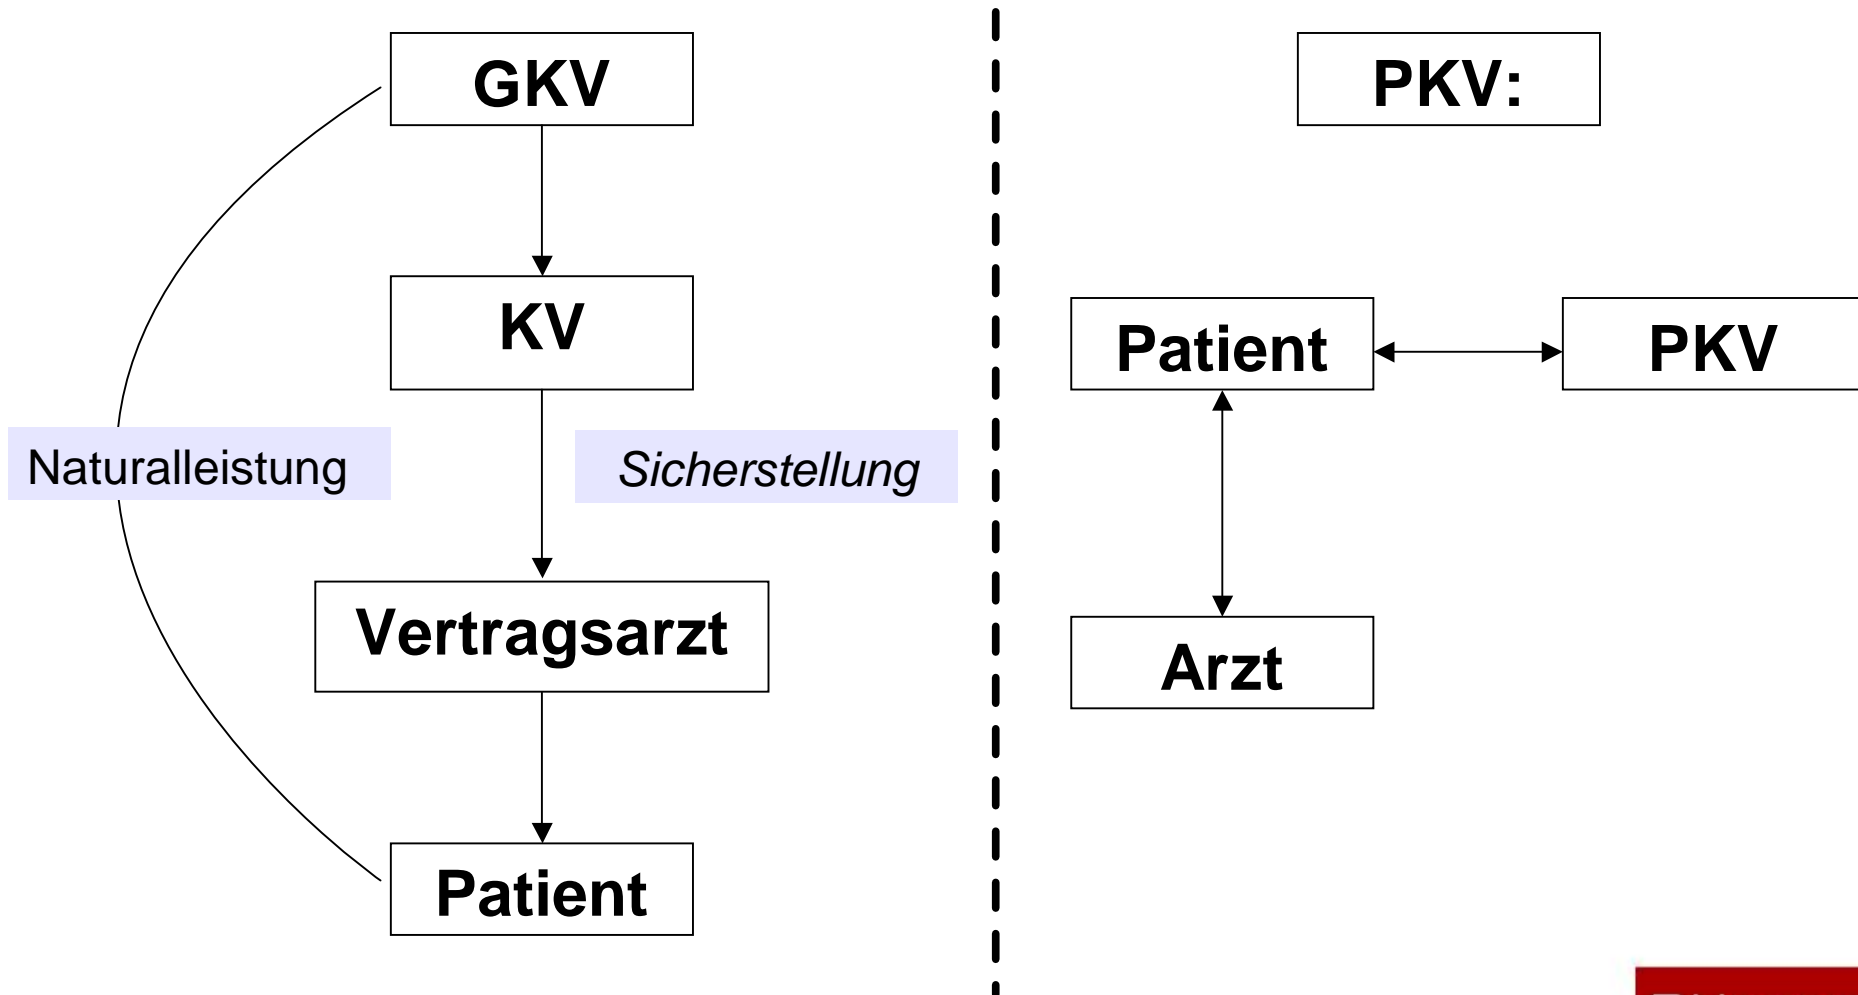 GKV
KV
Naturalleistung
Sicherstellung
Vertragsarzt
Patient
PKV:
Patient
PKV
Arzt